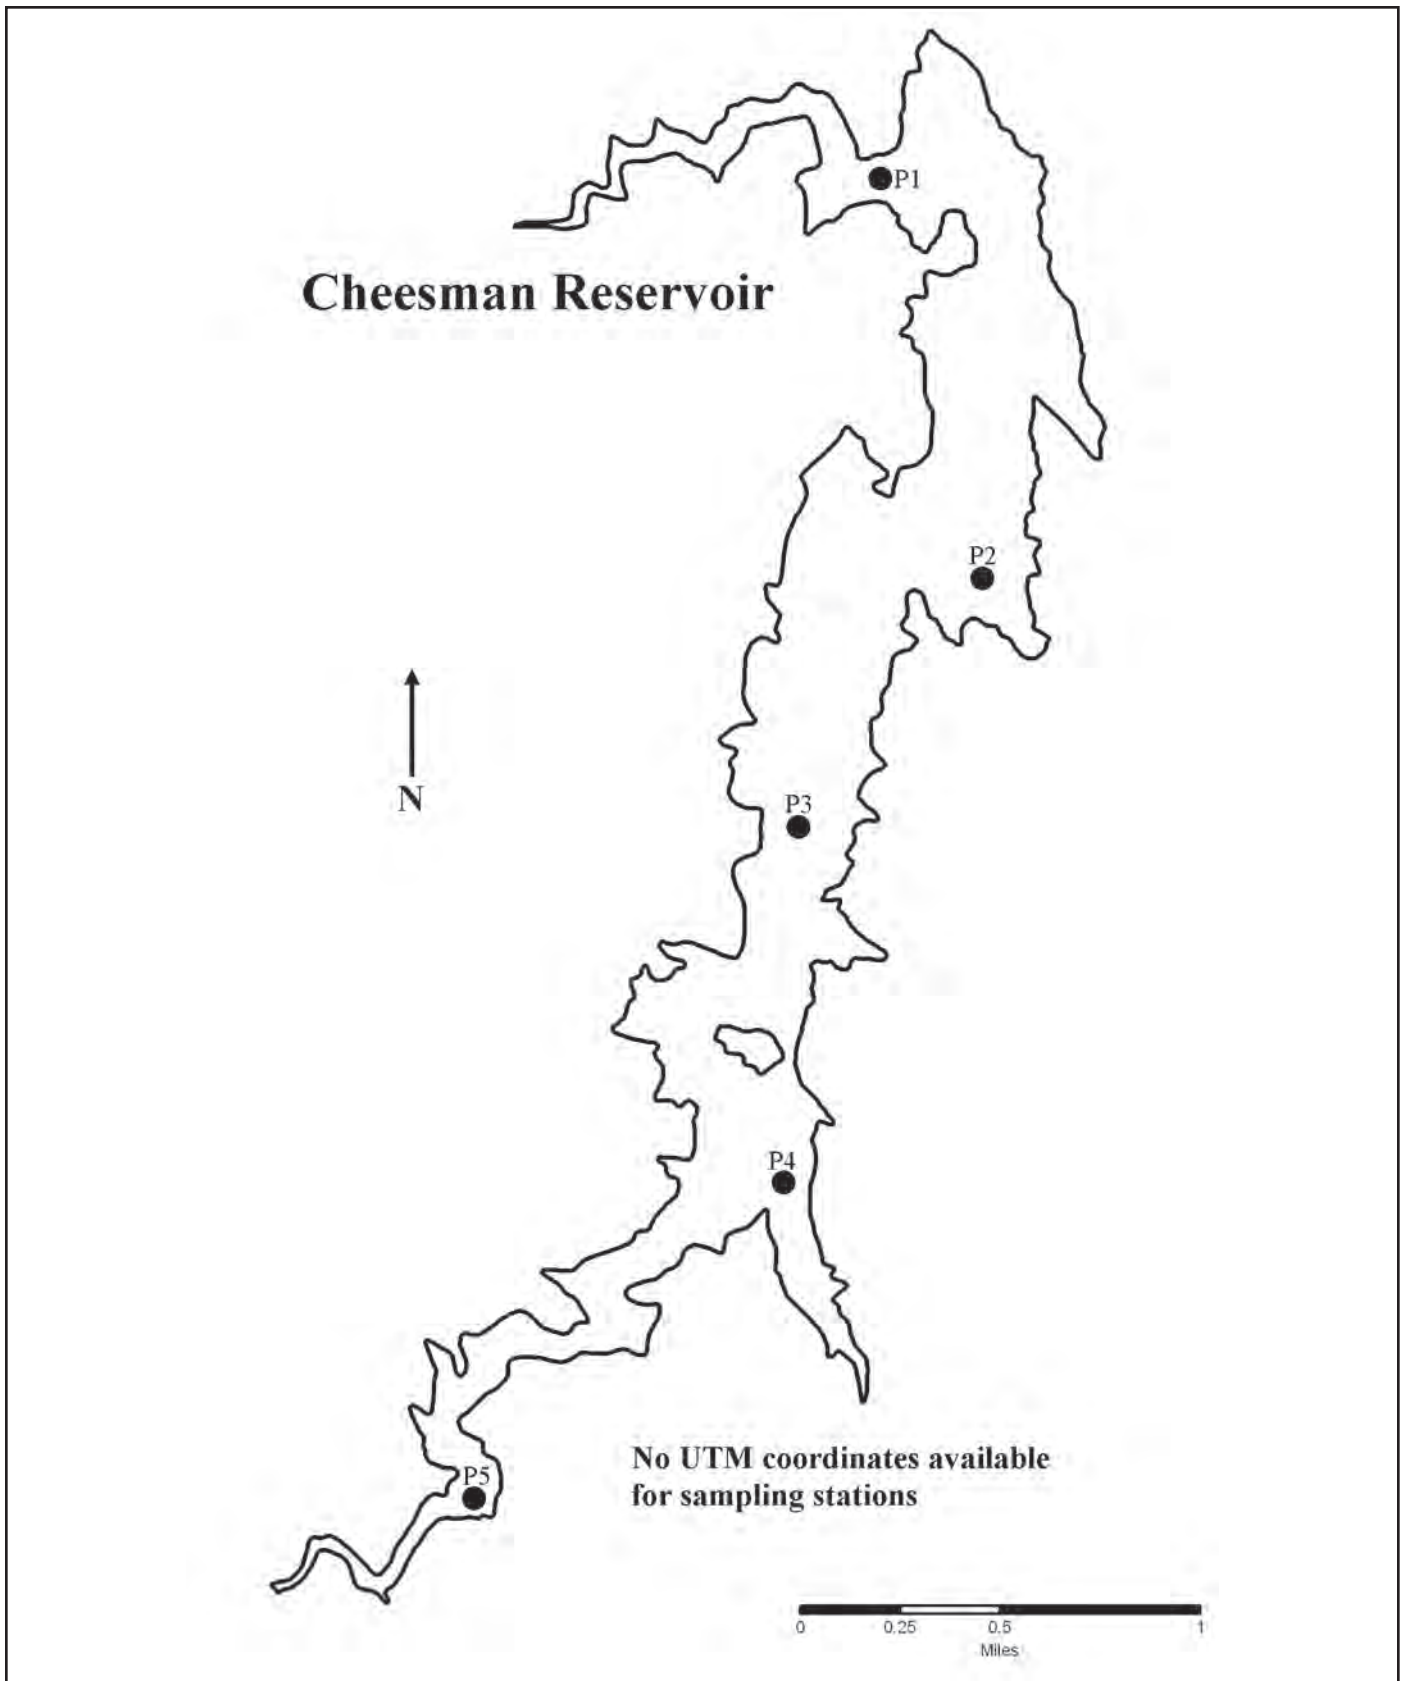 P1
Cheesman Reservoir
P2
N
P3
P4
No UTM coordinates available
for sampling stations
P5
0 0.25 0.5 1
Miles